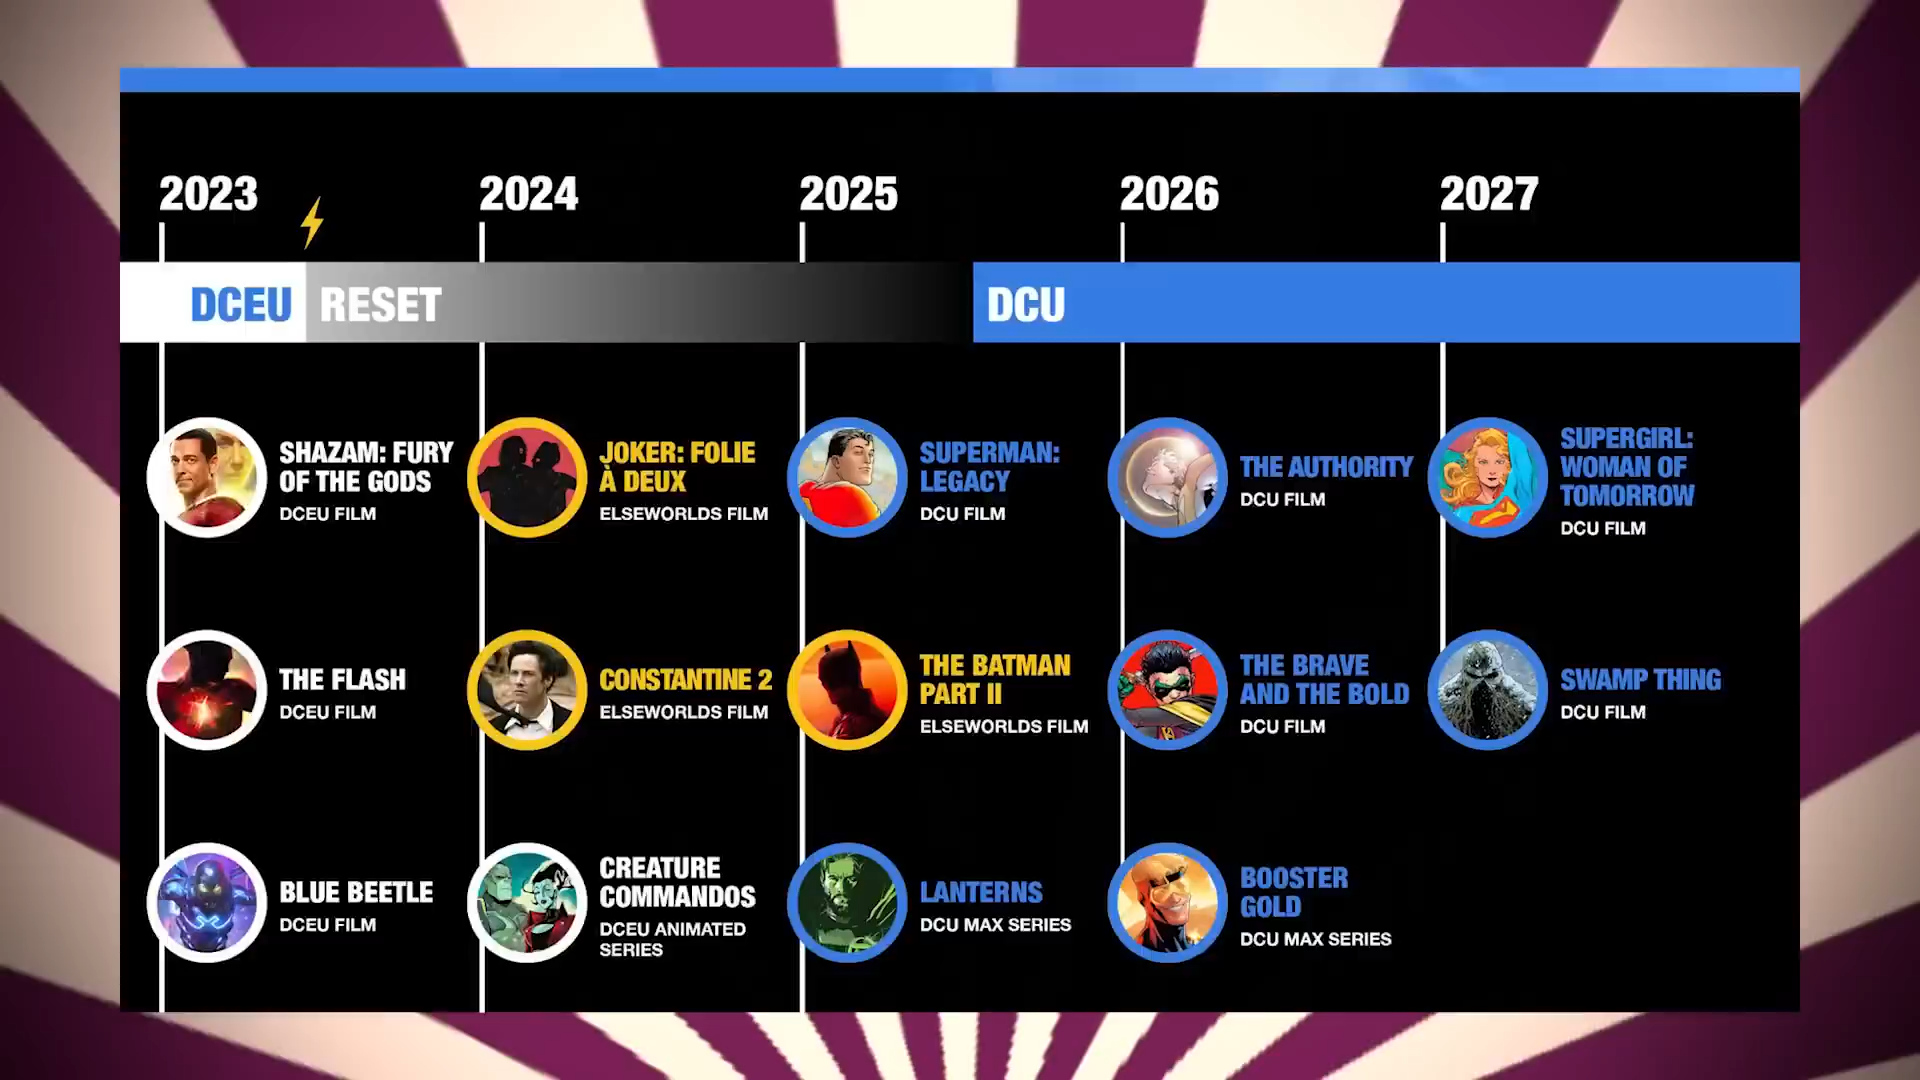 2023
2024
2025
2026
2027
DCEU
RESET
DCU
SHAZAM: FURY
OF THE GODS
DCEU FILM
JOKER: FOLIE
À DEUX
ELSEWORLDS FILM
SUPERMAN:
LEGACY
DCU FILM
THE AUTHORITY
DCU FILM
SUPERGIRL:
WOMAN OF
TOMORROW
DCU FILM
THE FLASH
DCEU FILM
CONSTANTINE 2
ELSEWORLDS FILM
THE BATMAN
PART II
ELSEWORLDS FILM
THE BRAVE
AND THE BOLD
DCU FILM
SWAMP THING
DCU FILM
BLUE BEETLE
DCEU FILM
CREATURE
COMMANDOS
DCEU ANIMATED
SERIES
LANTERNS
DCU MAX SERIES
BOOSTER
GOLD
DCU MAX SERIES